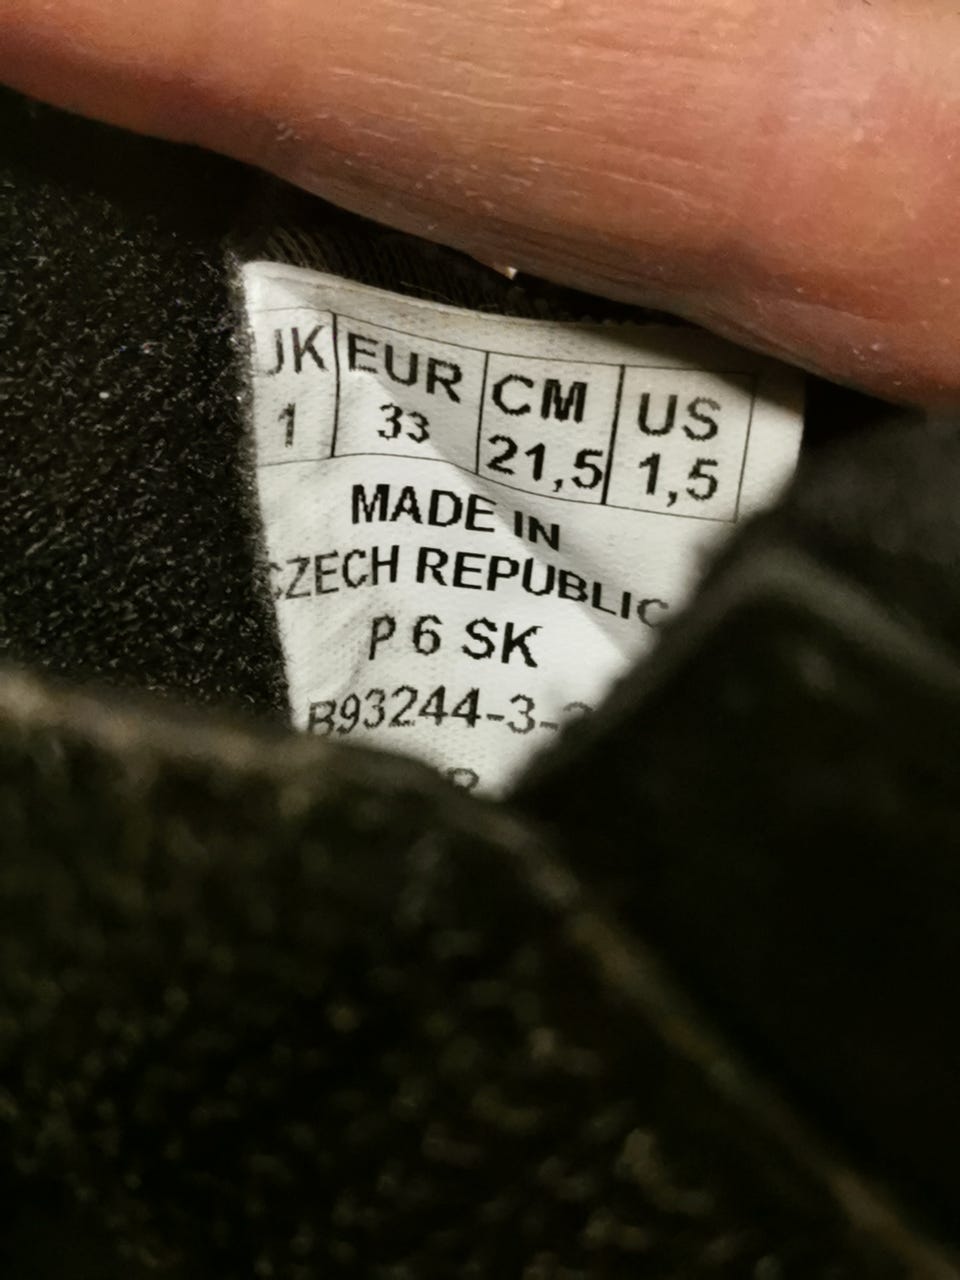 UK EUR CM US
1 33 21,5 1,5
MADE IN
CZECH REPUBLIC
P 6 SK
B93244-3-